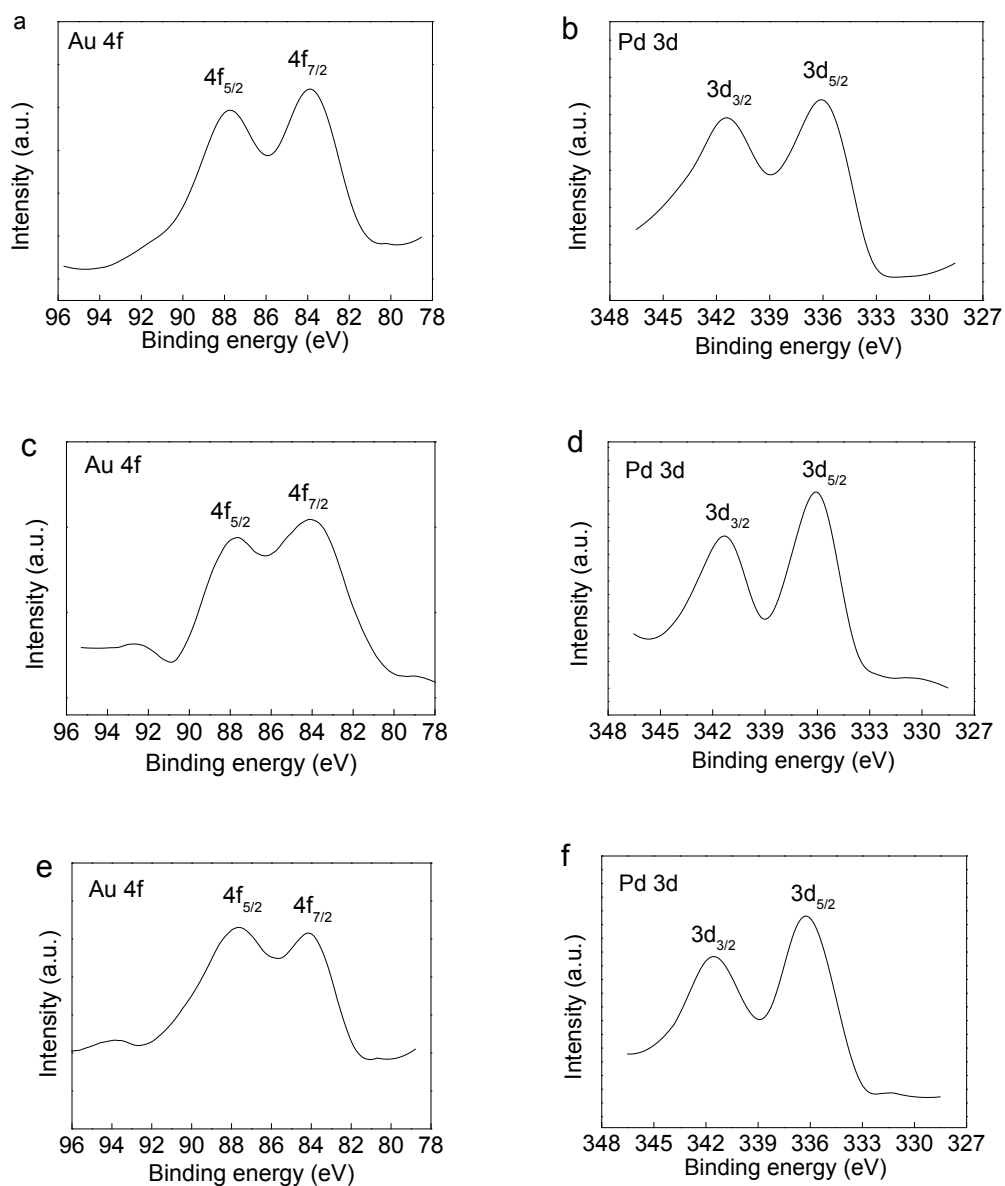 a
Au 4f
4f5/2
4f7/2
Intensity (a.u.)
96 94 92 90 88 86 84 82 80 78
Binding energy (eV)
b
Pd 3d
3d3/2
3d5/2
Intensity (a.u.)
348 345 342 339 336 333 330 327
Binding energy (eV)
c
Au 4f
4f5/2
4f7/2
Intensity (a.u.)
96 94 92 90 88 86 84 82 80 78
Binding energy (eV)
d
Pd 3d
3d3/2
3d5/2
Intensity (a.u.)
348 345 342 339 336 333 330 327
Binding energy (eV)
e
Au 4f
4f5/2
4f7/2
Intensity (a.u.)
96 94 92 90 88 86 84 82 80 78
Binding energy (eV)
f
Pd 3d
3d3/2
3d5/2
Intensity (a.u.)
348 345 342 339 336 333 330 327
Binding energy (eV)